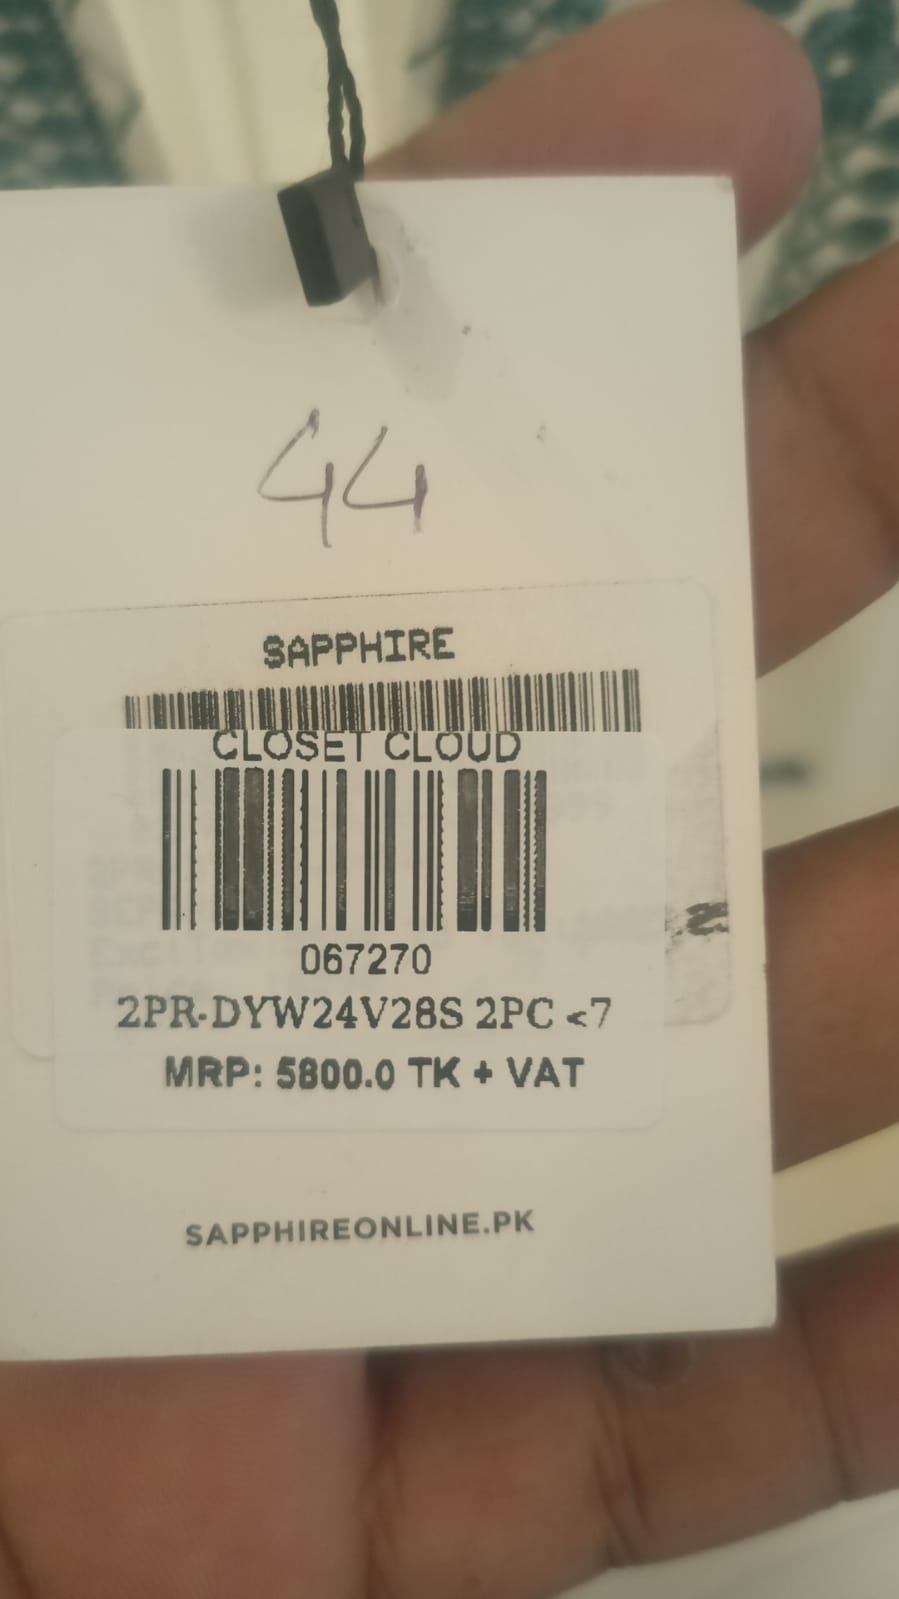 44
SAPPHIRE
CLOSET CLOUD
067270
2PR-DYW24V28S 2PC <7
MRP: 5800.0 TK + VAT
SAPPHIREONLINE.PK